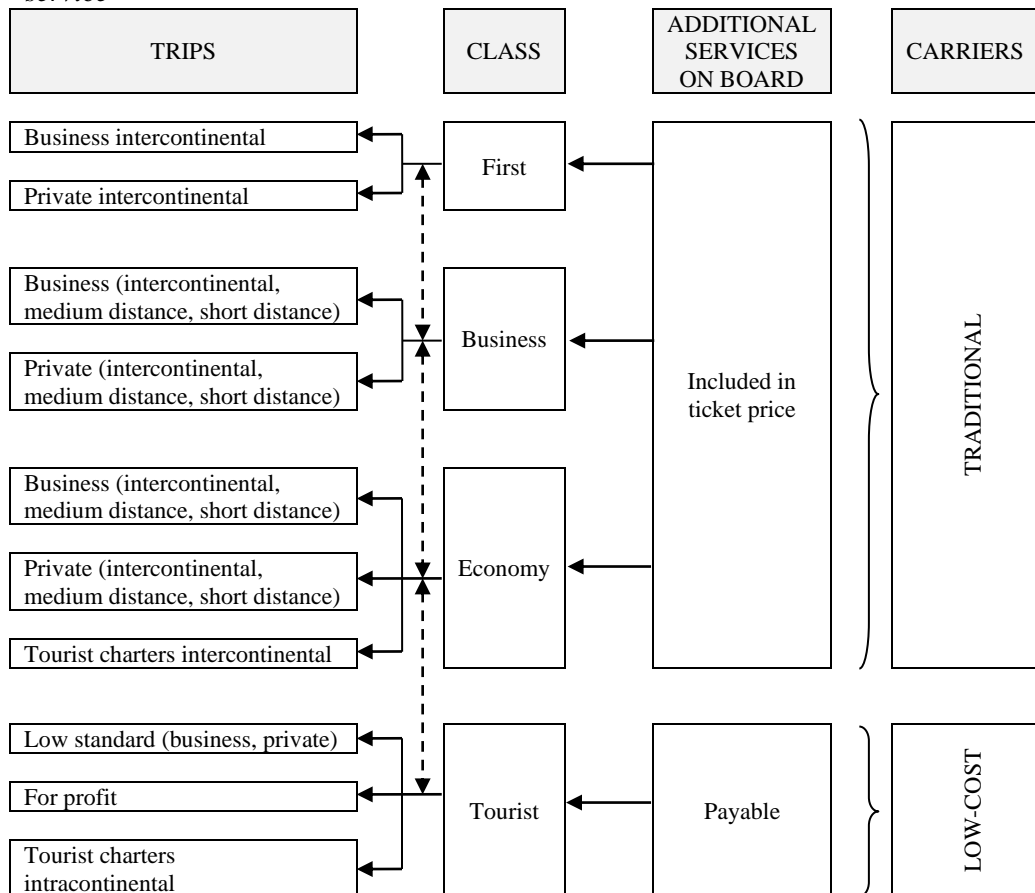 service
TRIPS
CLASS
ADDITIONAL
SERVICES
ON BOARD
CARRIERS
Business intercontinental
Private intercontinental
First
Business (intercontinental,
medium distance, short distance)
Private (intercontinental,
medium distance, short distance)
Business
Included in
ticket price
TRADITIONAL
Business (intercontinental,
medium distance, short distance)
Private (intercontinental,
medium distance, short distance)
Tourist charters intercontinental
Economy
Low standard (business, private)
For profit
Tourist charters
intracontinental
Tourist
Payable
LOW-COST